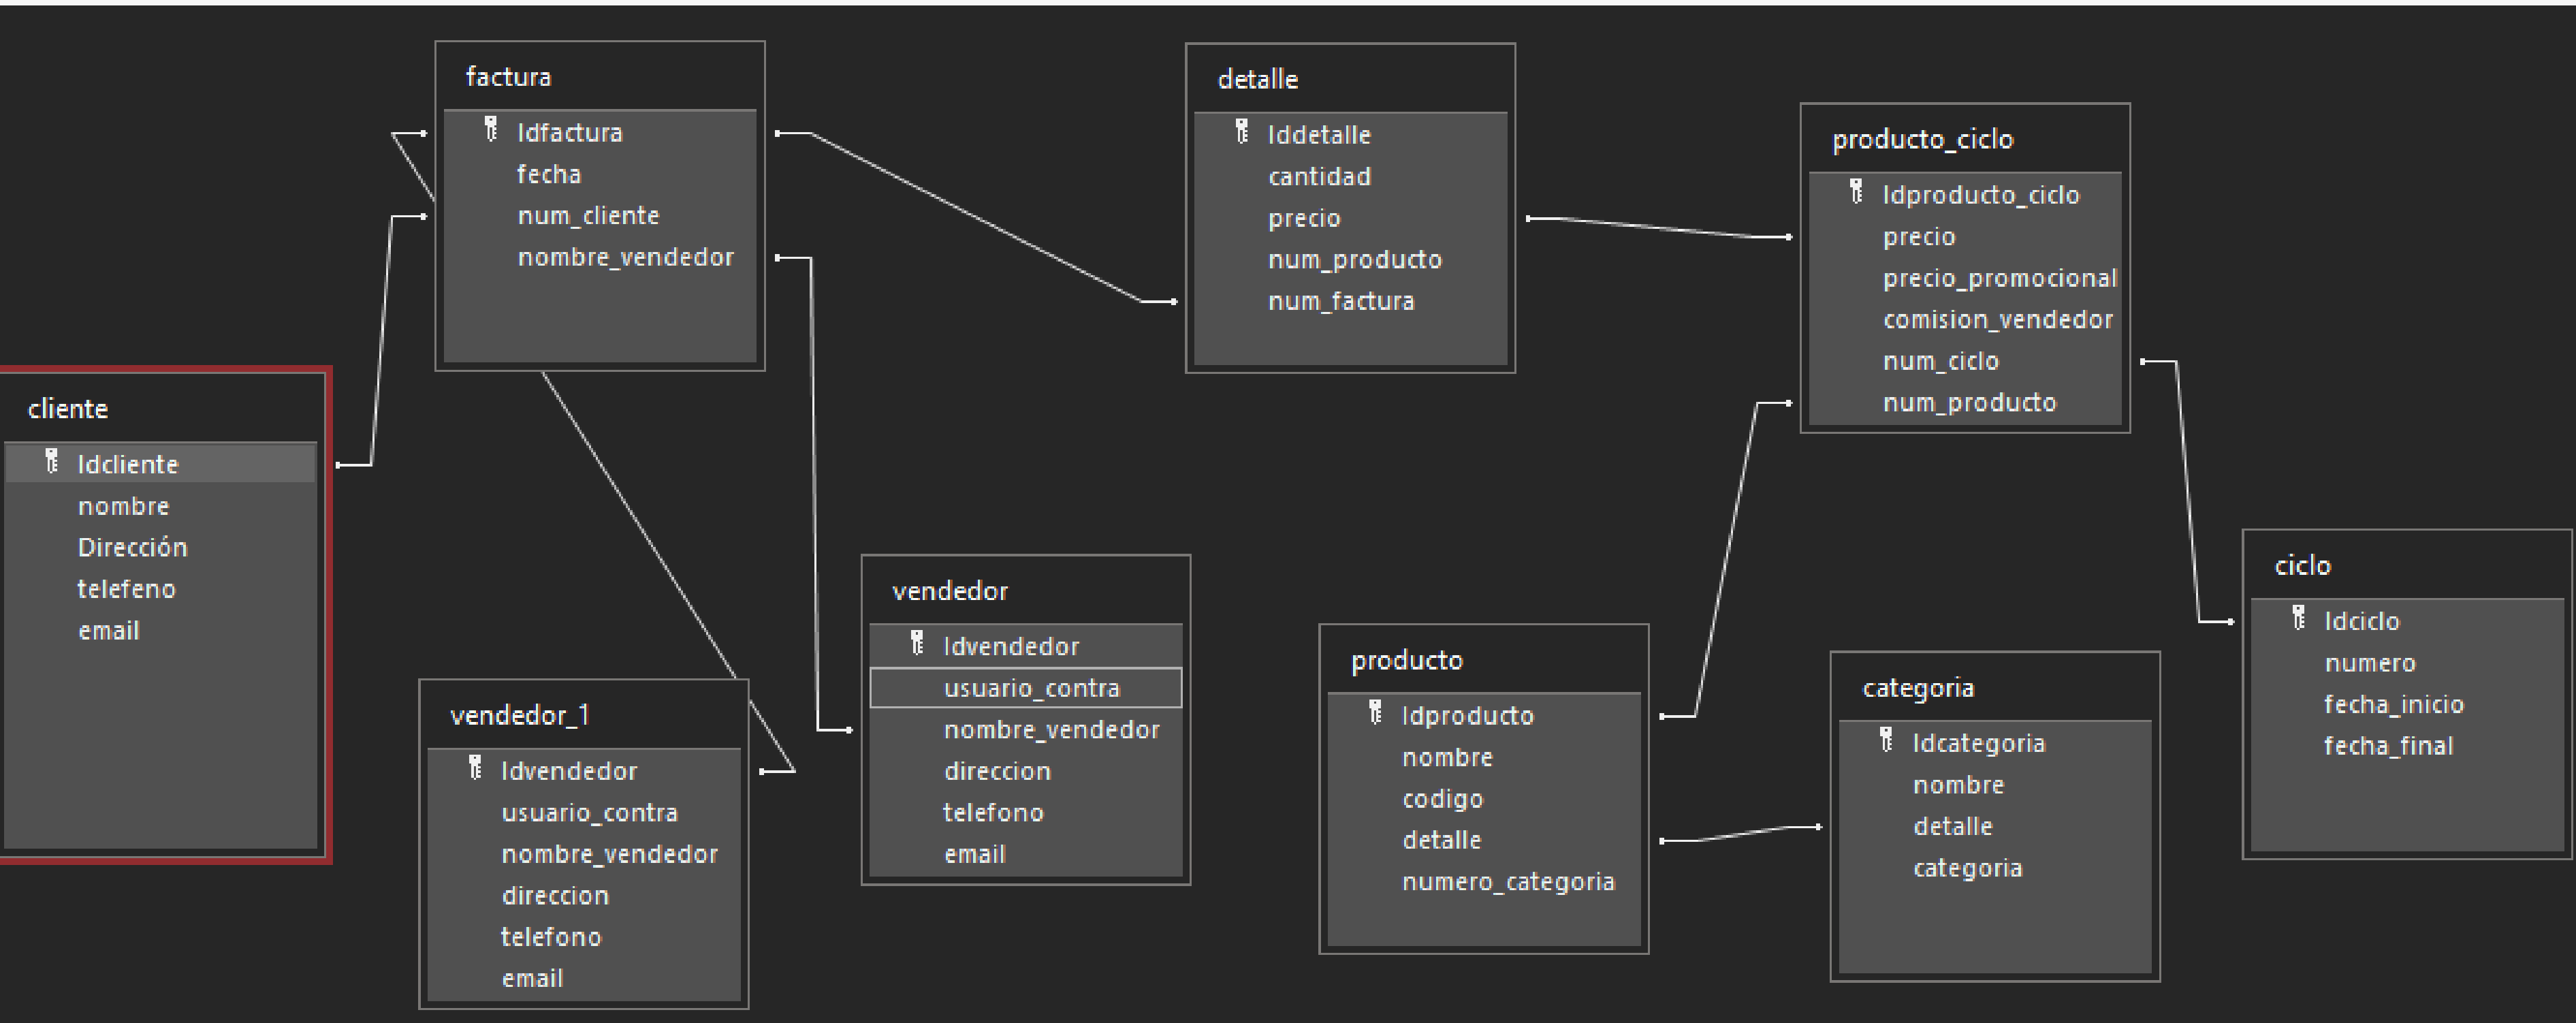 factura
Idfactura
fecha
num_cliente
nombre_vendedor
detalle
Iddetalle
cantidad
precio
num_producto
num_factura
producto_ciclo
Idproducto_ciclo
precio
precio_promocional
comision_vendedor
num_ciclo
num_producto
cliente
Idcliente
nombre
Dirección
telefeno
email
vendedor
Idvendedor
usuario_contra
nombre_vendedor
direccion
telefono
email
vendedor_1
Idvendedor
usuario_contra
nombre_vendedor
direccion
telefono
email
producto
Idproducto
nombre
codigo
detalle
numero_categoria
categoria
Idcategoria
nombre
detalle
categoria
ciclo
Idciclo
numero
fecha_inicio
fecha_final